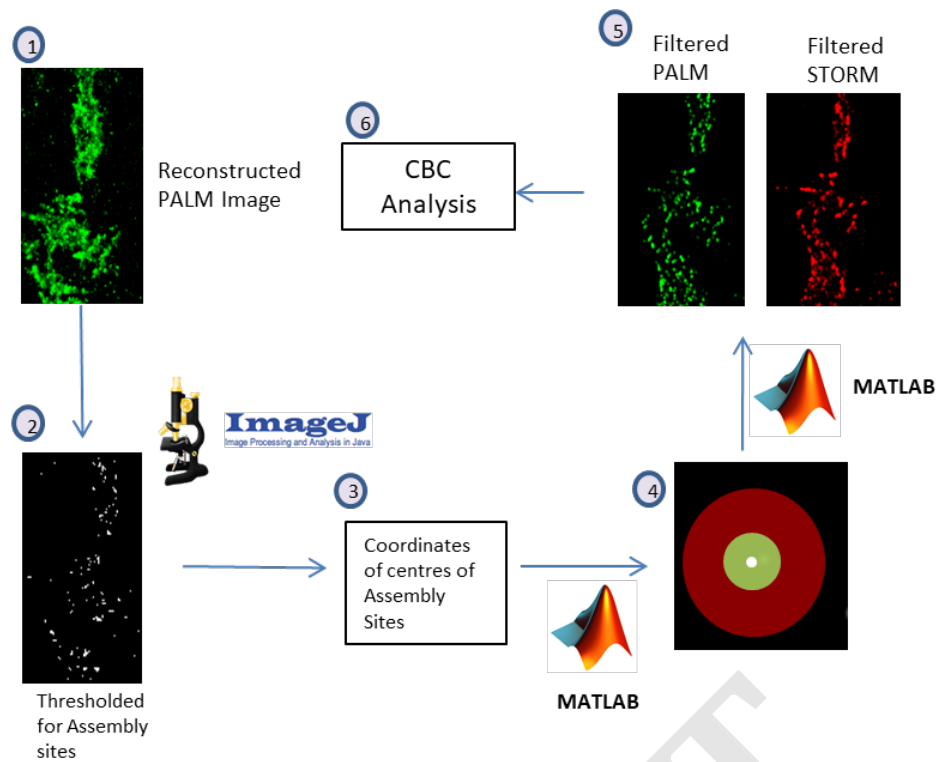 1
Reconstructed
PALM Image
2
ImageJ
Image Processing and Analysis in Java
Thresholded
for Assembly
sites
3
Coordinates
of centres of
Assembly
Sites
MATLAB
4
MATLAB
5
Filtered
PALM
Filtered
STORM
6
CBC
Analysis
T